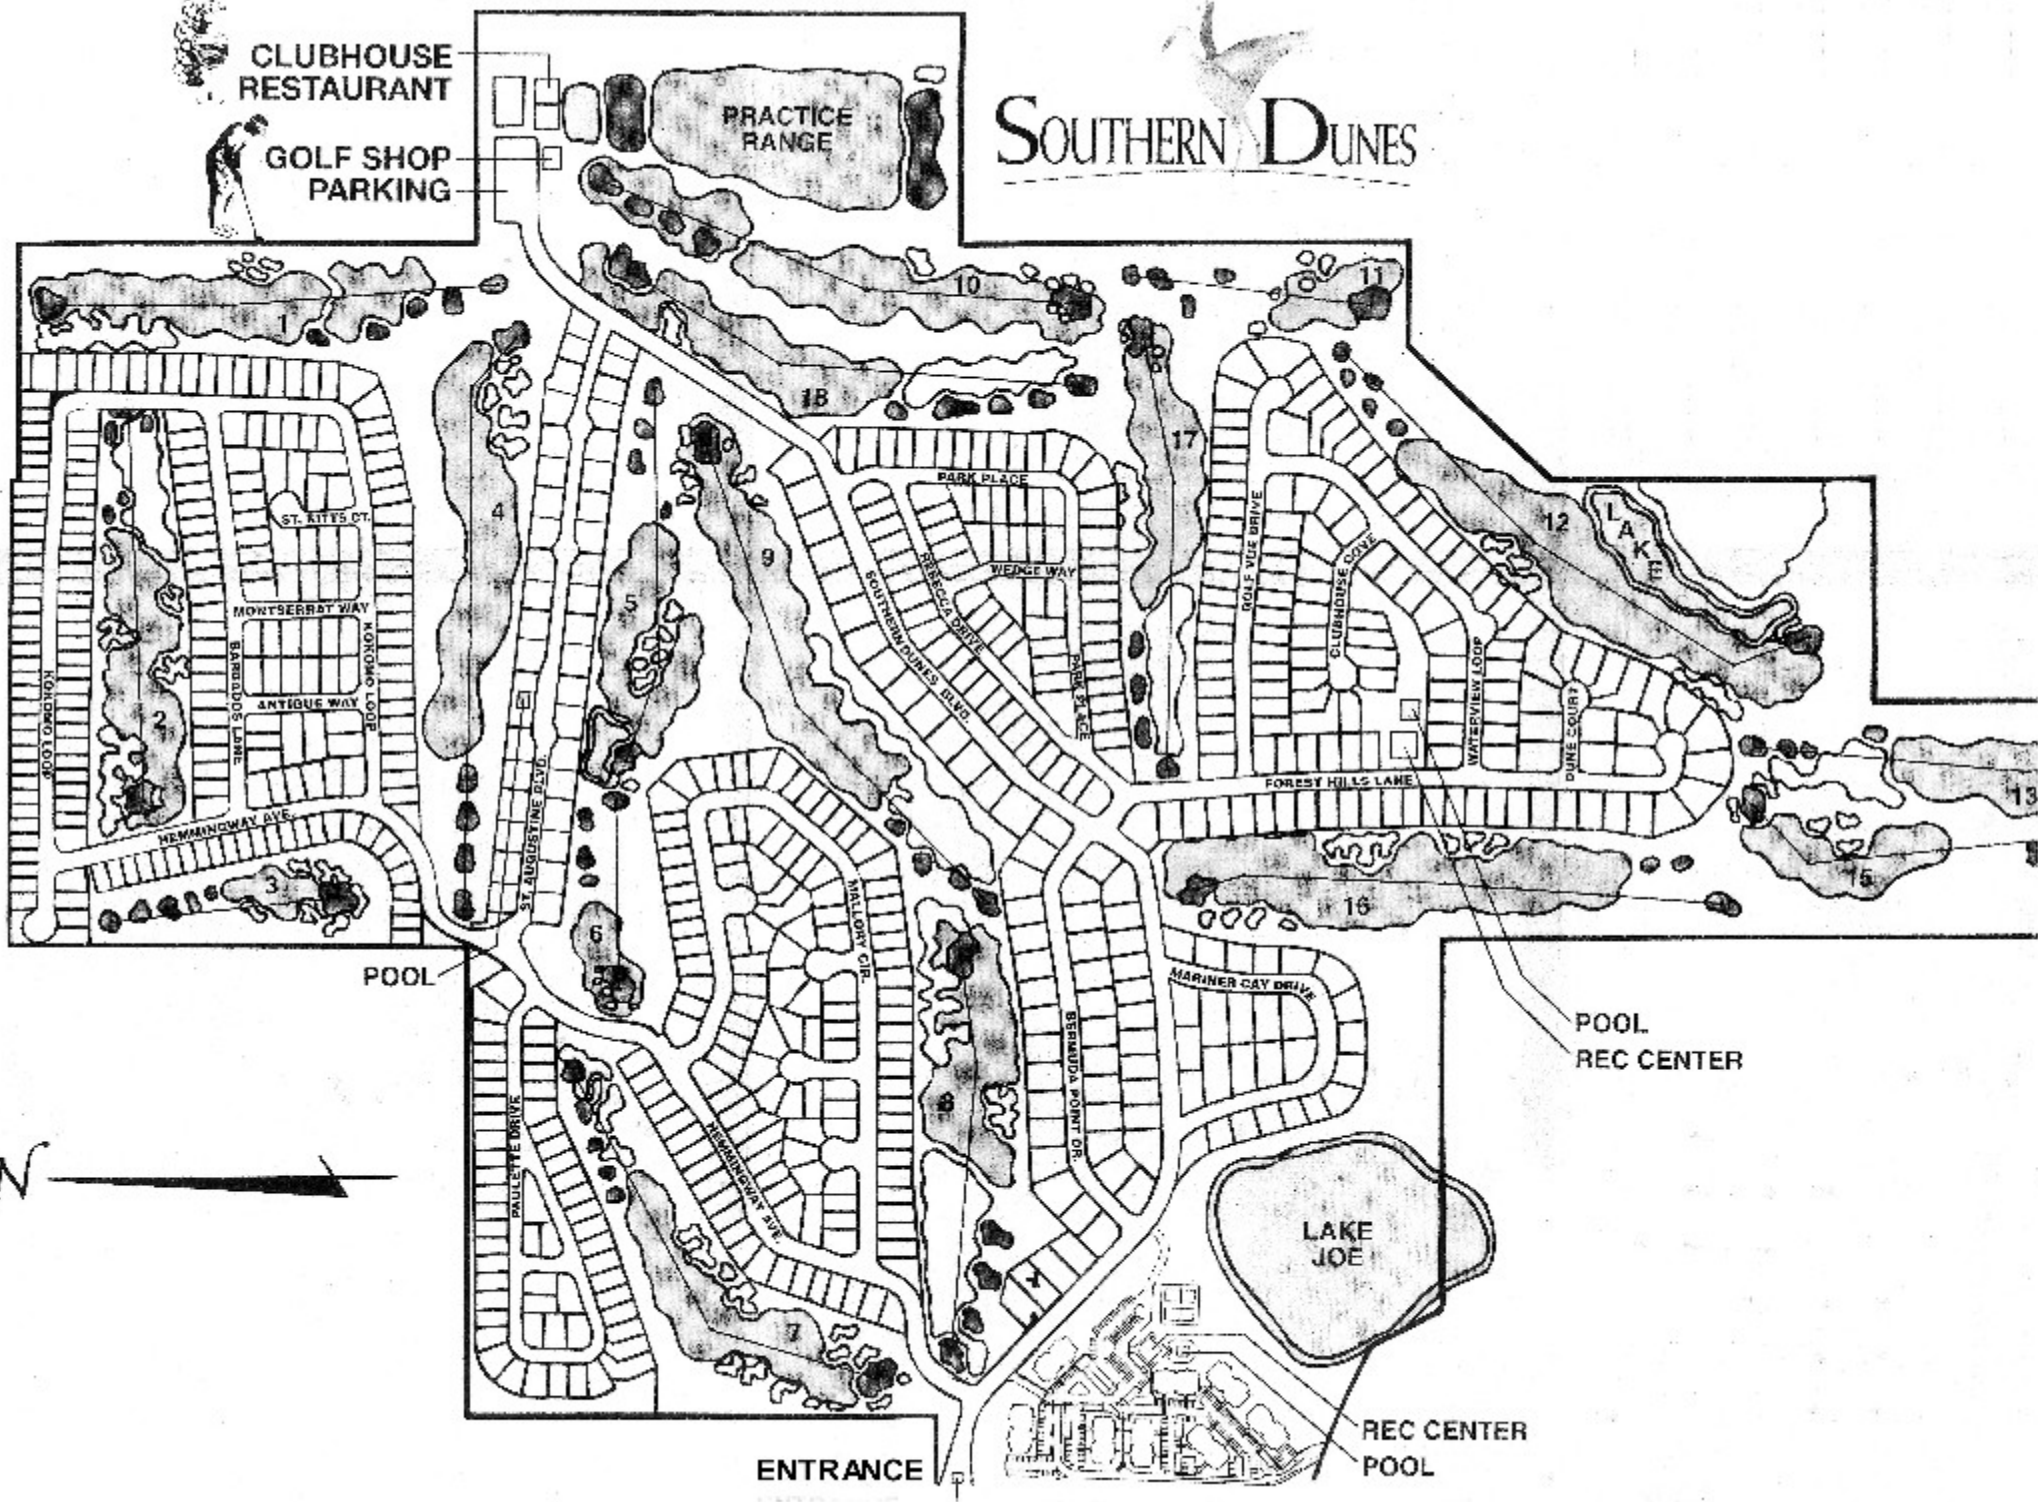 CLUBHOUSE
RESTAURANT
GOLF SHOP
PARKING
PRACTICE
RANGE
SOUTHERN DUNES
1
10
11
18
17
4
12
LAKE
9
5
2
PARK PLACE
ST. KITTS CT.
WEDGE WAY
REBECCA DRIVE
SOUTHERN DUNES BLVD.
PARK PLACE
GOLF VUE DRIVE
CLUBHOUSE COVE
WATERVIEW LOOP
DUNE COURT
FOREST HILLS LANE
MONTSERRAT WAY
BARBADOS LANE
KOKOMO LOOP
KOKOMO LOOP
ANTIGUS WAY
HEMMINGWAY AVE.
ST. AUGUSTINE BLVD.
3
13
15
16
6
MALLORY CIR.
POOL
MARINER CAY DRIVE
BERMUDA POINT DR.
POOL
REC CENTER
8
PAULETTE DRIVE
HEMMINGWAY AVE.
N
LAKE
JOE
7
REC CENTER
POOL
ENTRANCE